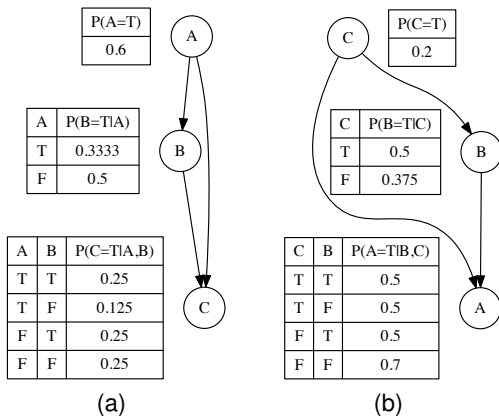 P(A=T)
0.6
A
A P(B=T|A)
T 0.3333
F 0.5
B
A B P(C=T|A,B)
T T 0.25
T F 0.125
F T 0.25
F F 0.25
C
(a)
C
P(C=T)
0.2
C P(B=T|C)
T 0.5
F 0.375
B
C B P(A=T|B,C)
T T 0.5
T F 0.5
F T 0.5
F F 0.7
A
(b)